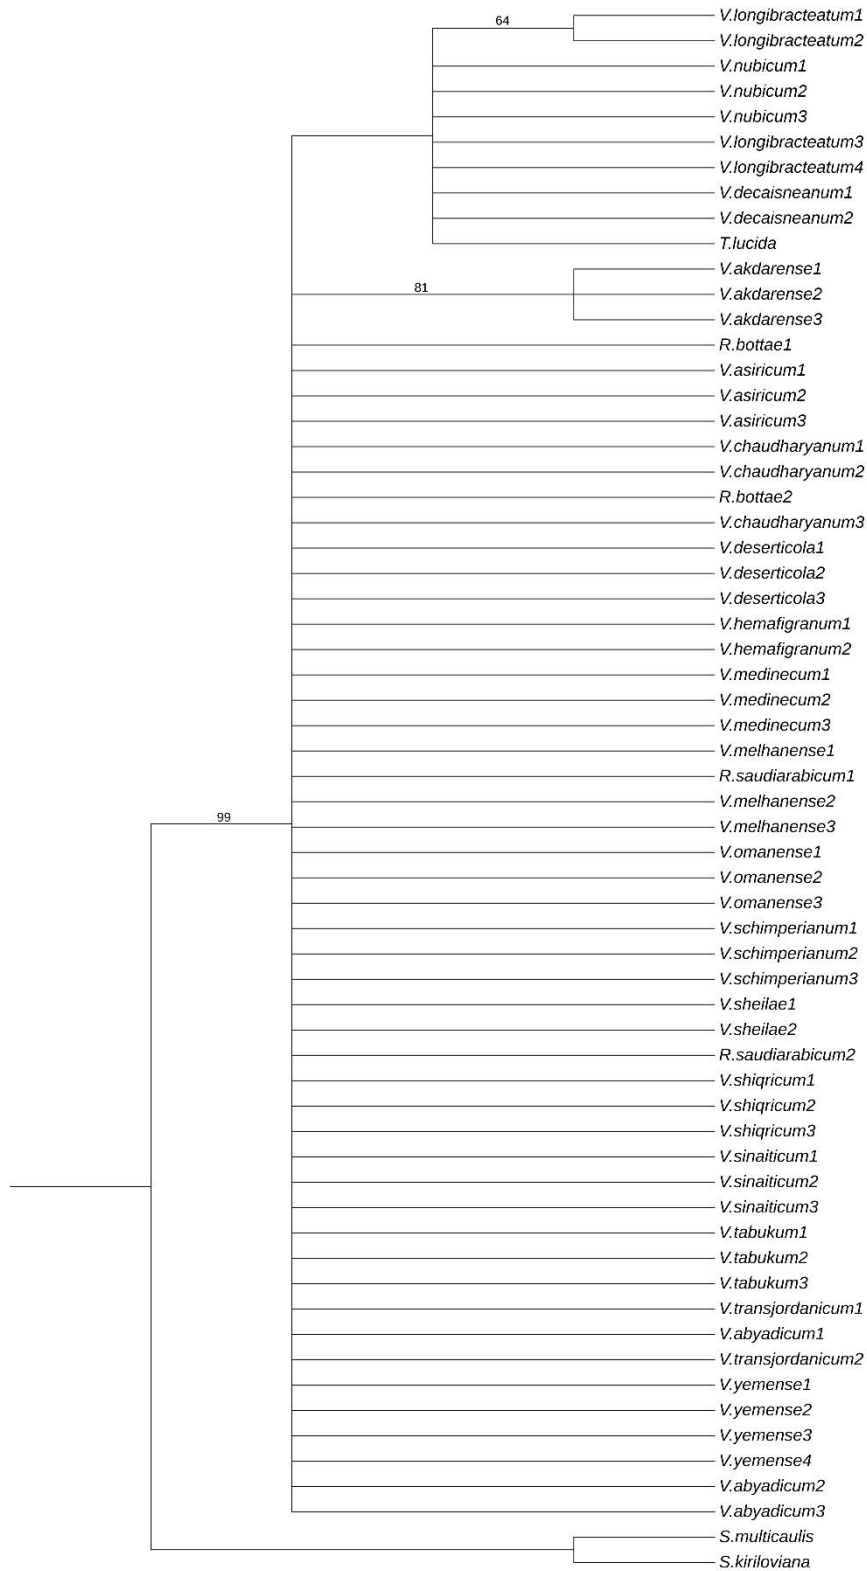 64
V.longibracteatum1
V.longibracteatum2
V.nubicum1
V.nubicum2
V.nubicum3
V.longibracteatum3
V.longibracteatum4
V.decaisneanum1
V.decaisneanum2
T.lucida
V.akdarense1
81
V.akdarense2
V.akdarense3
R.bottae1
V.asiricum1
V.asiricum2
V.asiricum3
V.chaudharyanum1
V.chaudharyanum2
R.bottae2
V.chaudharyanum3
V.deserticola1
V.deserticola2
V.deserticola3
V.hemafigranum1
V.hemafigranum2
V.medinecum1
V.medinecum2
V.medinecum3
V.melhanense1
R.saudiarabicum1
V.melhanense2
99
V.melhanense3
V.omanense1
V.omanense2
V.omanense3
V.schimperianum1
V.schimperianum2
V.schimperianum3
V.sheilae1
V.sheilae2
R.saudiarabicum2
V.shiqricum1
V.shiqricum2
V.shiqricum3
V.sinaiticum1
V.sinaiticum2
V.sinaiticum3
V.tabukum1
V.tabukum2
V.tabukum3
V.transjordanicum1
V.abyadicum1
V.transjordanicum2
V.yemense1
V.yemense2
V.yemense3
V.yemense4
V.abyadicum2
V.abyadicum3
S.multicaulis
S.kiriloviana